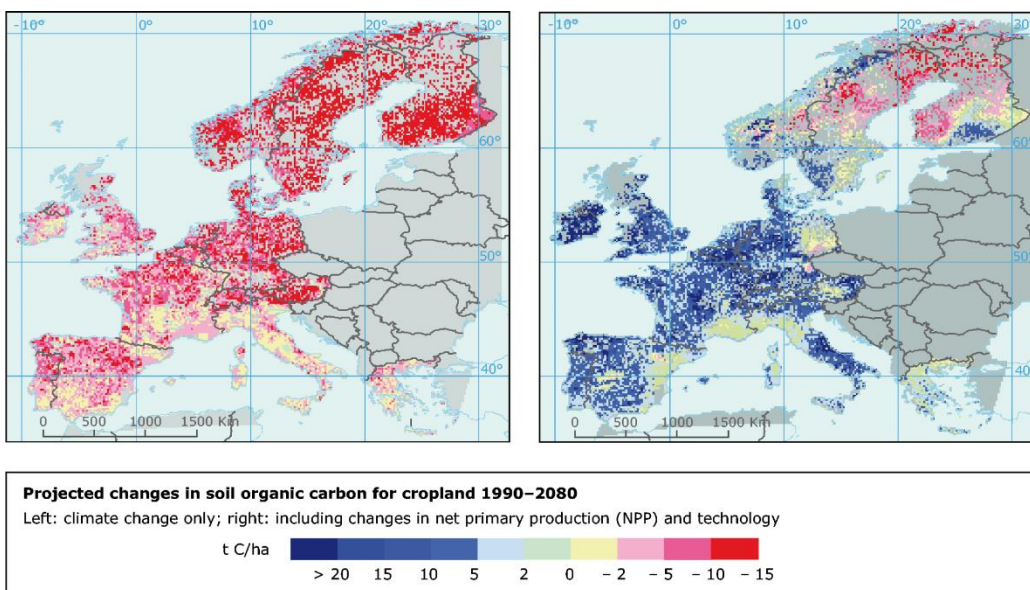 −10° 0° 10° 20° 30°
60°
50°
40°
0 500 1000 1500 Km
−10° 0° 10° 20° 30°
60°
50°
40°
0 500 1000 1500 Km
Projected changes in soil organic carbon for cropland 1990–2080
Left: climate change only; right: including changes in net primary production (NPP) and technology
t C/ha
> 20 15 10 5 2 0 – 2 – 5 – 10 – 15